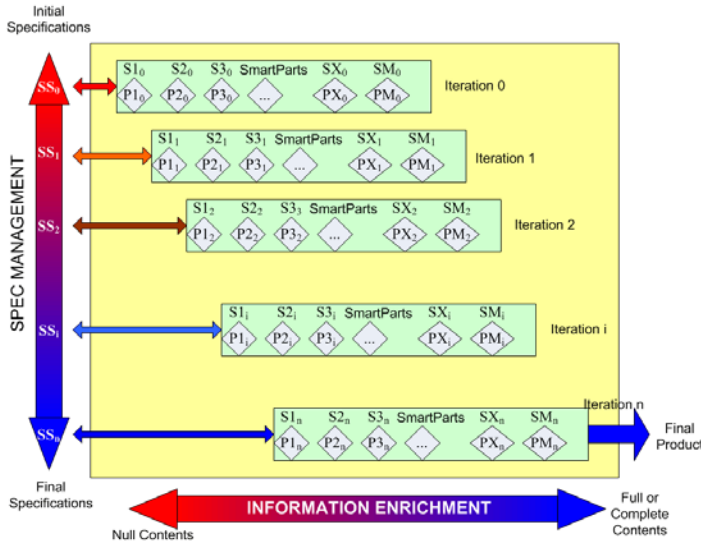 Initial
Specifications
S1₀ S2₀ S3₀ SmartParts SX₀ SM₀
SS₀ P1₀ P2₀ P3₀ ... PX₀ PM₀ Iteration 0
S1₁ S2₁ S3₁ SmartParts SX₁ SM₁
SS₁ P1₁ P2₁ P3₁ ... PX₁ PM₁ Iteration 1
S1₂ S2₂ S3₃ SmartParts SX₂ SM₂
SS₂ P1₂ P2₂ P3₂ ... PX₂ PM₂ Iteration 2
SPEC MANAGEMENT
S1ᵢ S2ᵢ S3ᵢ SmartParts SXᵢ SMᵢ
SSᵢ P1ᵢ P2ᵢ P3ᵢ ... PXᵢ PMᵢ Iteration i
Iteration n
S1ₙ S2ₙ S3ₙ SmartParts SXₙ SMₙ
SSₙ P1ₙ P2ₙ P3ₙ ... PXₙ PMₙ
Final
Product
Final
Specifications
INFORMATION ENRICHMENT
Null Contents
Full or
Complete
Contents